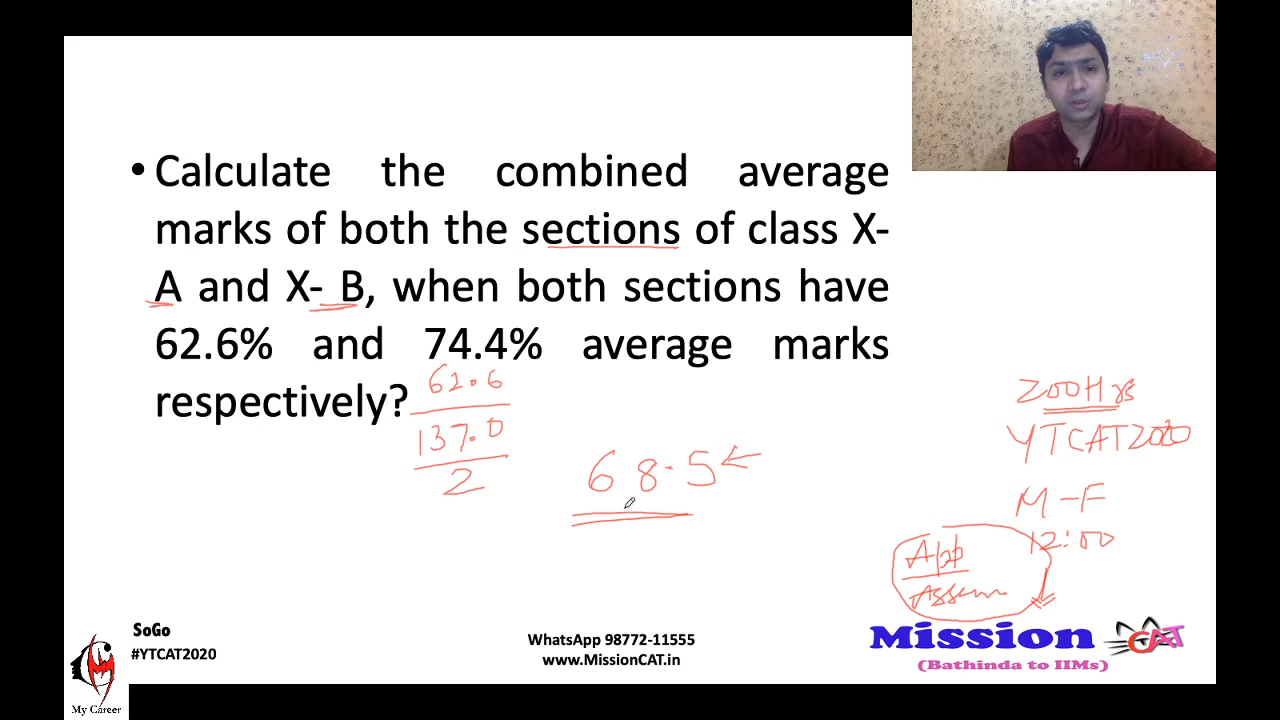 • Calculate the combined average
marks of both the sections of class X-
A and X- B, when both sections have
62.6% and 74.4% average marks
respectively?
62.6
137.0
2
68.5
200Hrs
YTCAT2020
M-F
12:00
App
SoGo
#YTCAT2020
My Career
WhatsApp 98772-11555
www.MissionCAT.in
Mission CAT
(Bathinda to IIMs)